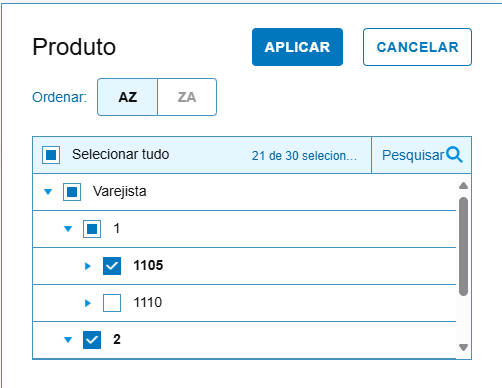 Produto APLICAR CANCELAR
Ordenar: AZ ZA
Selecionar tudo 21 de 30 selecion... Pesquisar
Varejista
1
1105
1110
2